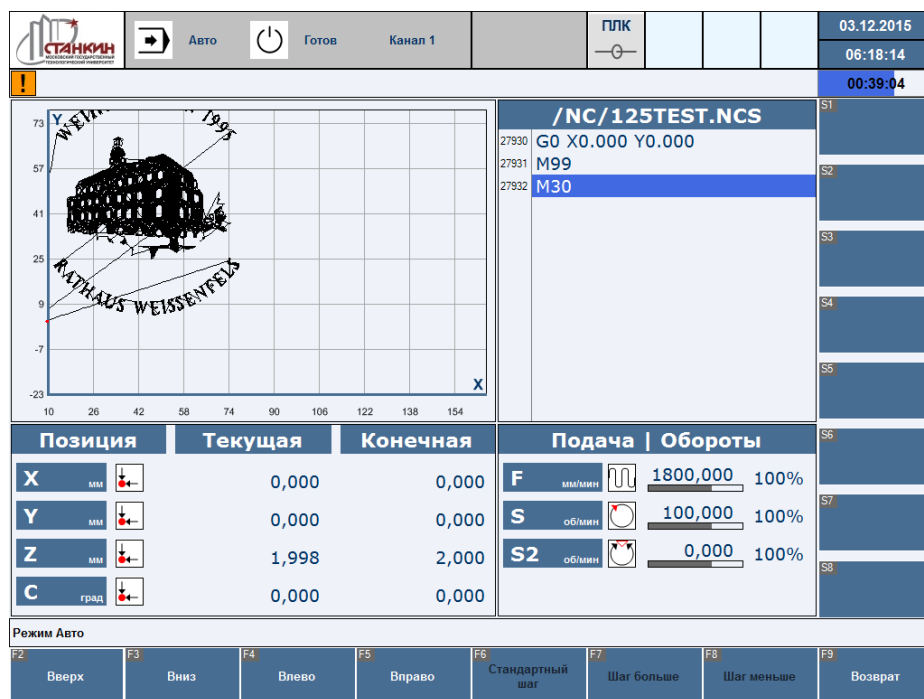 СТАНКИН
МОСКОВСКИЙ ГОСУДАРСТВЕННЫЙ
ТЕХНОЛОГИЧЕСКИЙ УНИВЕРСИТЕТ
Авто
Готов
Канал 1
ПЛК
03.12.2015
06:18:14
!
00:39:04
Y
73
57
41
25
9
-7
-23
1995
RATHAUS WEISSENFELS
X
10 26 42 58 74 90 106 122 138 154
/NC/125TEST.NCS
27930 G0 X0.000 Y0.000
27931 M99
27932 M30
S1
S2
S3
S4
S5
S6
S7
S8
Позиция Текущая Конечная
X мм 0,000 0,000
Y мм 0,000 0,000
Z мм 1,998 2,000
C град 0,000 0,000
Подача | Обороты
F мм/мин 1800,000 100%
S об/мин 100,000 100%
S2 об/мин 0,000 100%
Режим Авто
F2 Вверх
F3 Вниз
F4 Влево
F5 Вправо
F6 Стандартный
шаг
F7 Шаг больше
F8 Шаг меньше
F9 Возврат